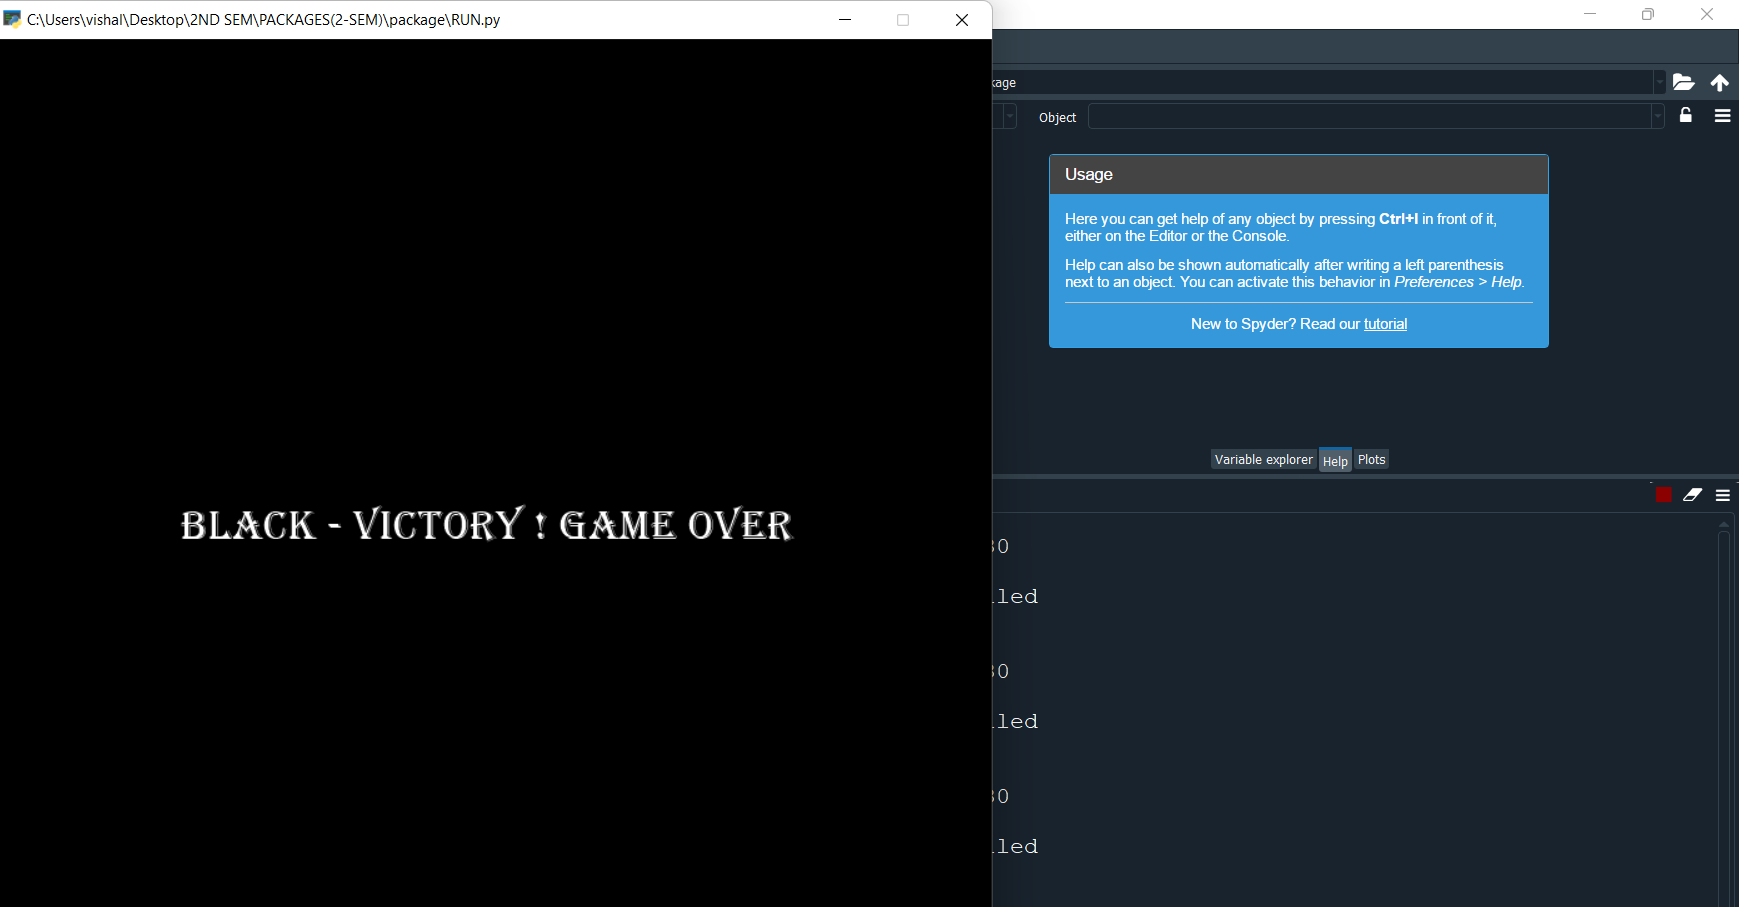 C:\Users\vishal\Desktop\2ND SEM\PACKAGES(2-SEM)\package\RUN.py
BLACK - VICTORY ! GAME OVER
kage
Object
Usage
Here you can get help of any object by pressing Ctrl+I in front of it,
either on the Editor or the Console.
Help can also be shown automatically after writing a left parenthesis
next to an object. You can activate this behavior in Preferences > Help.
New to Spyder? Read our tutorial
Variable explorer Help Plots
30
led
30
led
30
led